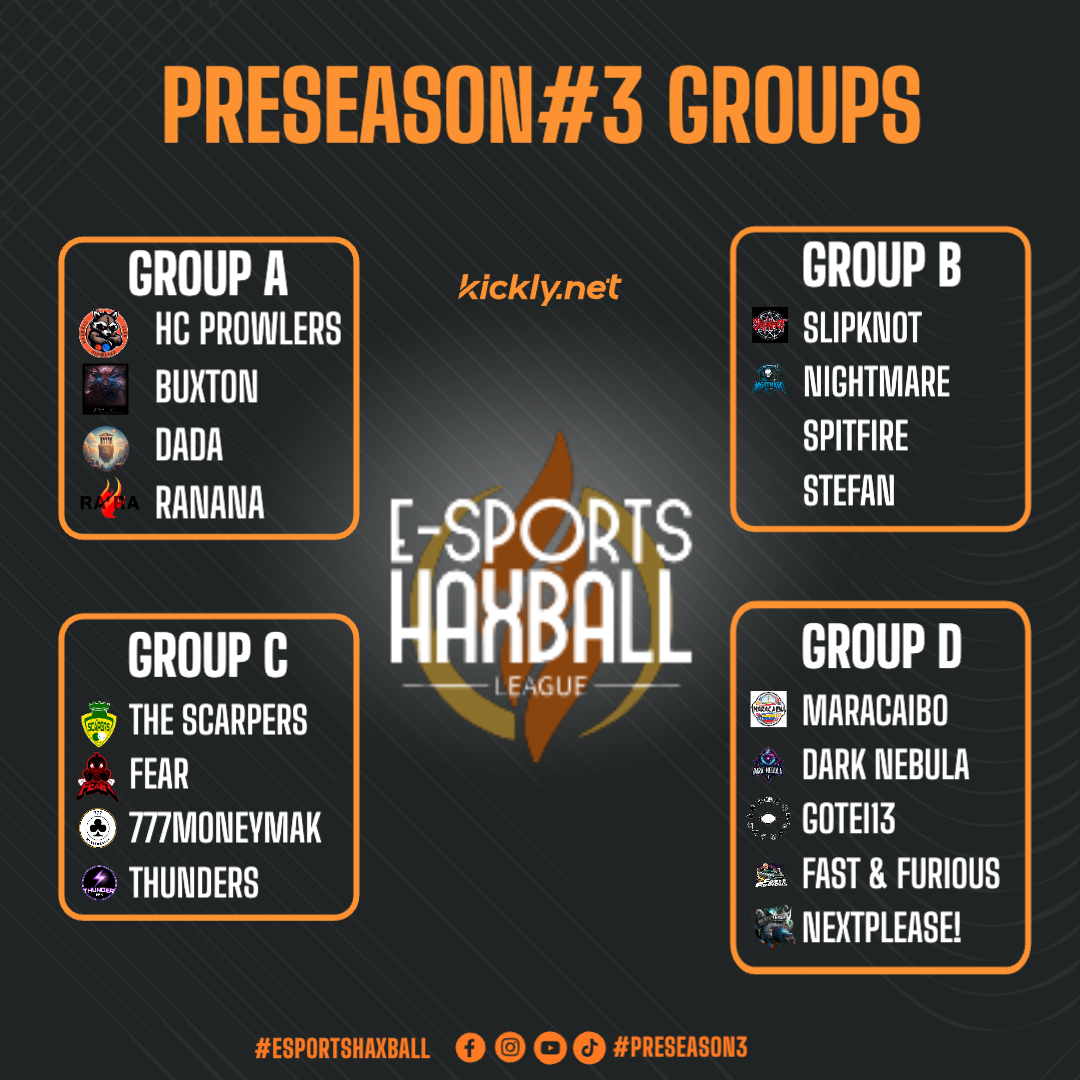 PRESEASON#3 GROUPS
GROUP A
HC PROWLERS
BUXTON
DADA
RANANA
kickly.net
GROUP B
SLIPKNOT
NIGHTMARE
SPITFIRE
STEFAN
E-SPORTS
HAXBALL
LEAGUE
GROUP C
THE SCARPERS
FEAR
777MONEYMAK
THUNDERS
GROUP D
MARACAIBO
DARK NEBULA
GOTEI13
FAST & FURIOUS
NEXTPLEASE!
#ESPORTSHAXBALL
#PRESEASON3